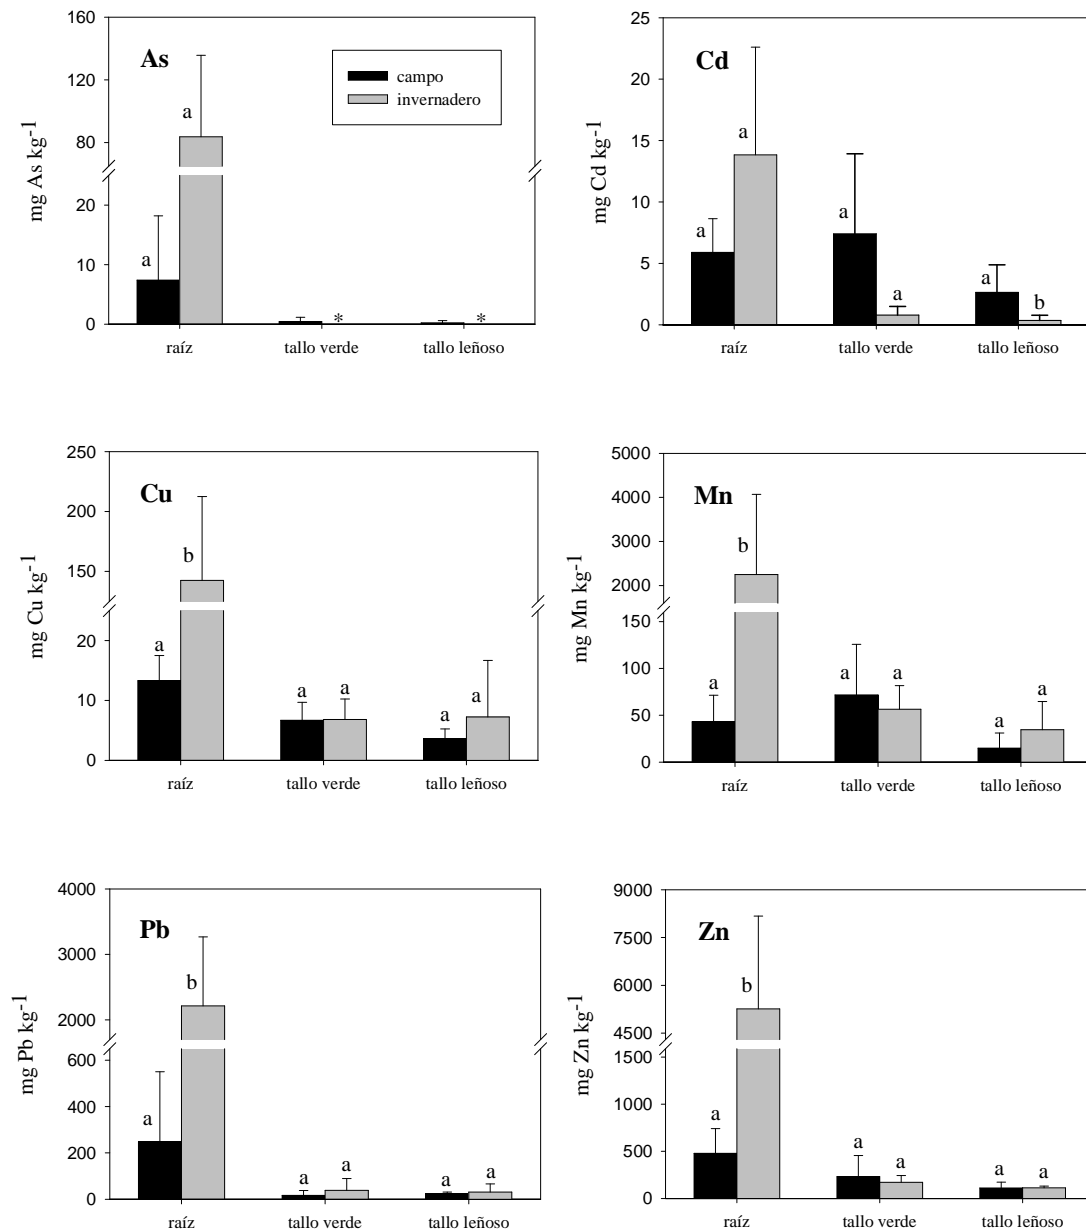 As
campo
invernadero
mg As kg-1
160
120
80
20
10
0
a
a
*
*
raíz
tallo verde
tallo leñoso
Cd
mg Cd kg-1
25
20
15
10
5
0
a
a
a
a
a
b
raíz
tallo verde
tallo leñoso
Cu
mg Cu kg-1
250
200
150
20
10
0
a
b
a
a
a
a
raíz
tallo verde
tallo leñoso
Mn
mg Mn kg-1
5000
4000
3000
2000
150
100
50
0
a
b
a
a
a
a
raíz
tallo verde
tallo leñoso
Pb
mg Pb kg-1
4000
3000
2000
600
400
200
0
a
b
a
a
a
a
raíz
tallo verde
tallo leñoso
Zn
mg Zn kg-1
9000
7500
6000
4500
1500
1000
500
0
a
b
a
a
a
a
raíz
tallo verde
tallo leñoso